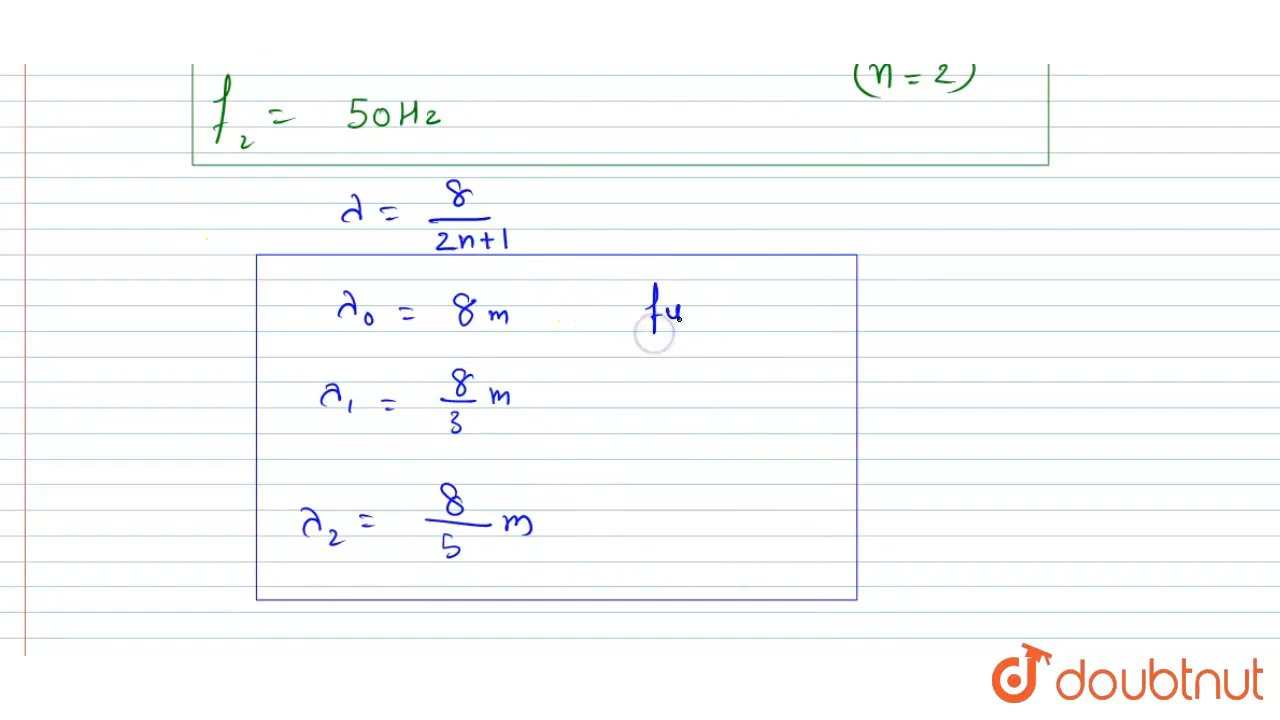 (n = 2)
f₂ = 50Hz
λ = 8/(2n+1)
λ₀ = 8 m fu
λ₁ = 8/3 m
λ₂ = 8/5 m
doubtnut